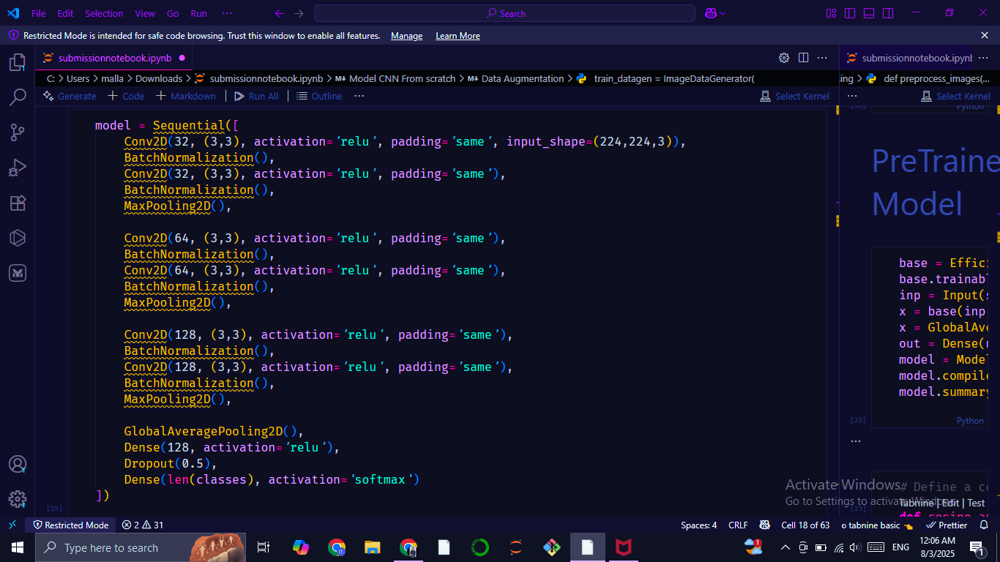 File Edit Selection View Go Run ···
Search
Restricted Mode is intended for safe code browsing. Trust this window to enable all features. Manage Learn More
submissionnotebook.ipynb
C: > Users > malla > Downloads > submissionnotebook.ipynb > Model CNN From scratch > Data Augmentation > train_datagen = ImageDataGenerator(
Generate + Code + Markdown Run All Outline ··· Select Kernel
model = Sequential([
Conv2D(32, (3,3), activation='relu', padding='same', input_shape=(224,224,3)),
BatchNormalization(),
Conv2D(32, (3,3), activation='relu', padding='same'),
BatchNormalization(),
MaxPooling2D(),
Conv2D(64, (3,3), activation='relu', padding='same'),
BatchNormalization(),
Conv2D(64, (3,3), activation='relu', padding='same'),
BatchNormalization(),
MaxPooling2D(),
Conv2D(128, (3,3), activation='relu', padding='same'),
BatchNormalization(),
Conv2D(128, (3,3), activation='relu', padding='same'),
BatchNormalization(),
MaxPooling2D(),
GlobalAveragePooling2D(),
Dense(128, activation='relu'),
Dropout(0.5),
Dense(len(classes), activation='softmax')
])
[15]
submissionnotebook.ipynb
sing > def preprocess_images(...
··· Select Kernel
[21] Python
PreTraine
Model
base = Effici
base.trainabl
inp = Input(s
x = base(inp
x = GlobalAve
out = Dense(n
model = Model
model.compile
model.summary
[22] Python
···
# Define a co
Tabnine | Edit | Test
[23]
def cosine_an
Activate Windows
Go to Settings to activate Windows.
Restricted Mode 2 31 Spaces: 4 CRLF Cell 18 of 63 tabnine basic Prettier
Type here to search
1
ENG
12:06 AM
8/3/2025
1